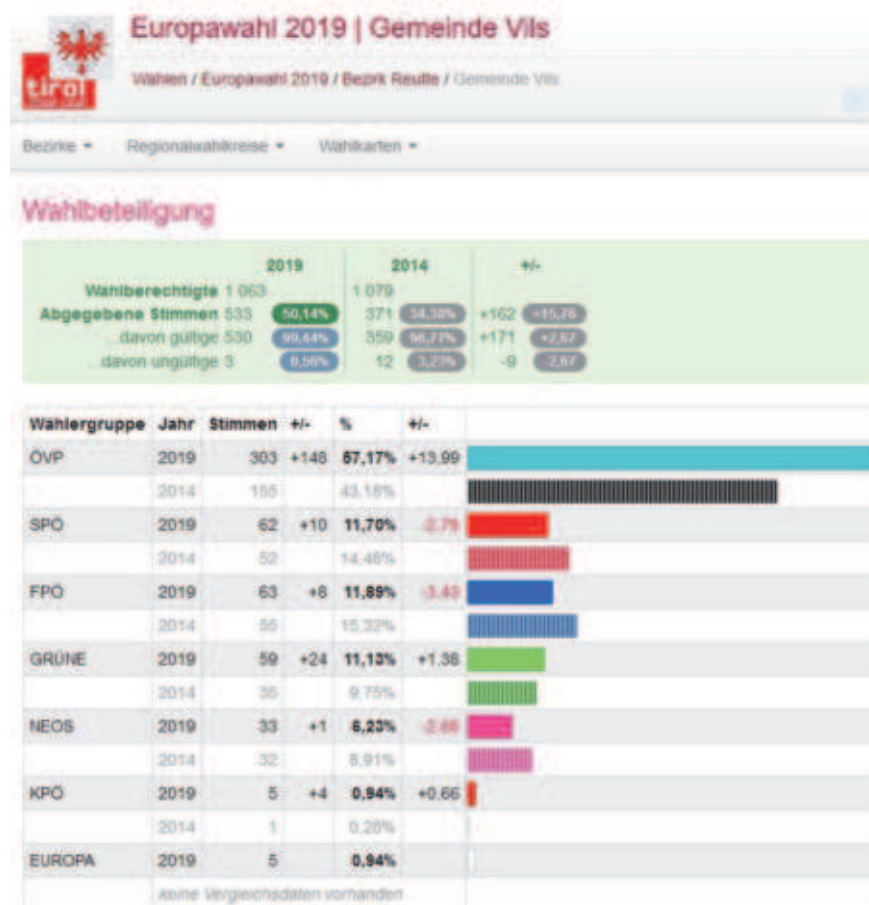 Europawahl 2019 | Gemeinde Vils
tirol
Wahlen / Europawahl 2019 / Bezirk Reutte / Gemeinde Vils
Bezirke Regionalwahlkreise Wahlkarten
Wahlbeteiligung
2019 2014 +/-
Wahlberechtigte 1 063 1 079
Abgegebene Stimmen 533 50,14% 371 34,38% +162 +15,76
...davon gültige 530 99,44% 359 96,77% +171 +2,67
...davon ungültige 3 0,56% 12 3,23% -9 -2,67
Wählergruppe Jahr Stimmen +/- % +/-
ÖVP 2019 303 +148 57,17% +13,99
2014 155 43,18%
SPÖ 2019 62 +10 11,70% -2,79
2014 52 14,48%
FPÖ 2019 63 +8 11,89% -3,43
2014 55 15,32%
GRÜNE 2019 59 +24 11,13% +1,38
2014 35 9,75%
NEOS 2019 33 +1 6,23% -2,69
2014 32 8,91%
KPÖ 2019 5 +4 0,94% +0,66
2014 1 0,28%
EUROPA 2019 5 0,94%
keine Vergleichsdaten vorhanden